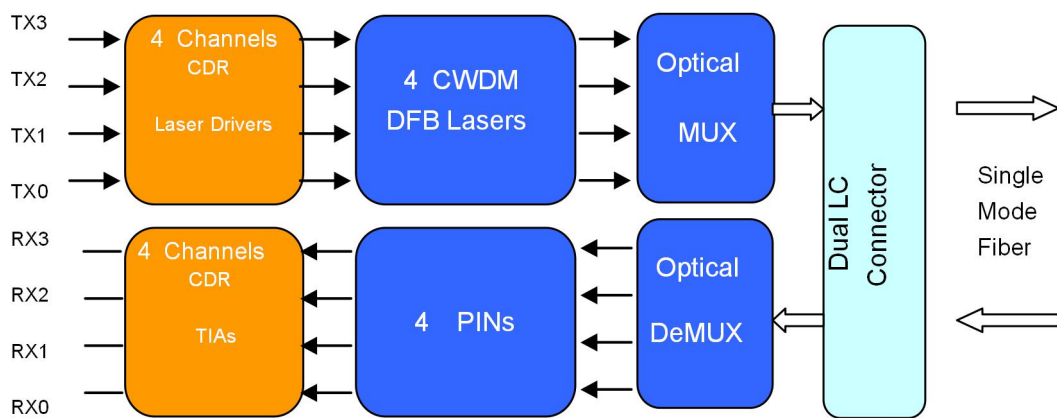 TX3
TX2
TX1
TX0
4 Channels
CDR
Laser Drivers
4 CWDM
DFB Lasers
Optical
MUX
RX3
RX2
RX1
RX0
4 Channels
CDR
TIAs
4 PINs
Optical
DeMUX
Dual LC
Connector
Single
Mode
Fiber